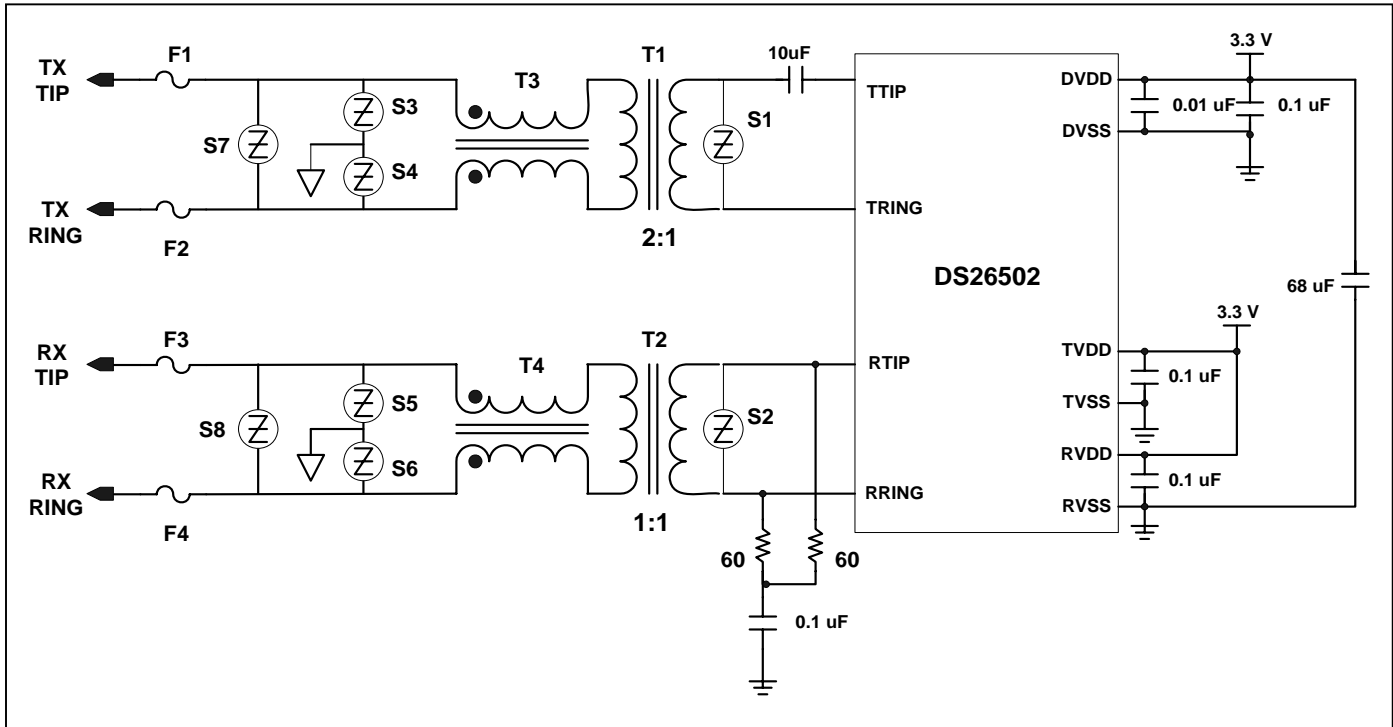 TX
TIP
F1
S7
S3
S4
T3
T1
2:1
S1
10uF
TX
RING
F2
RX
TIP
F3
S8
S5
S6
T4
T2
1:1
S2
RX
RING
F4
60
60
0.1 uF
TTIP
TRING
DS26502
RTIP
RRING
DVDD
DVSS
TVDD
TVSS
RVDD
RVSS
3.3 V
0.01 uF
0.1 uF
68 uF
3.3 V
0.1 uF
0.1 uF